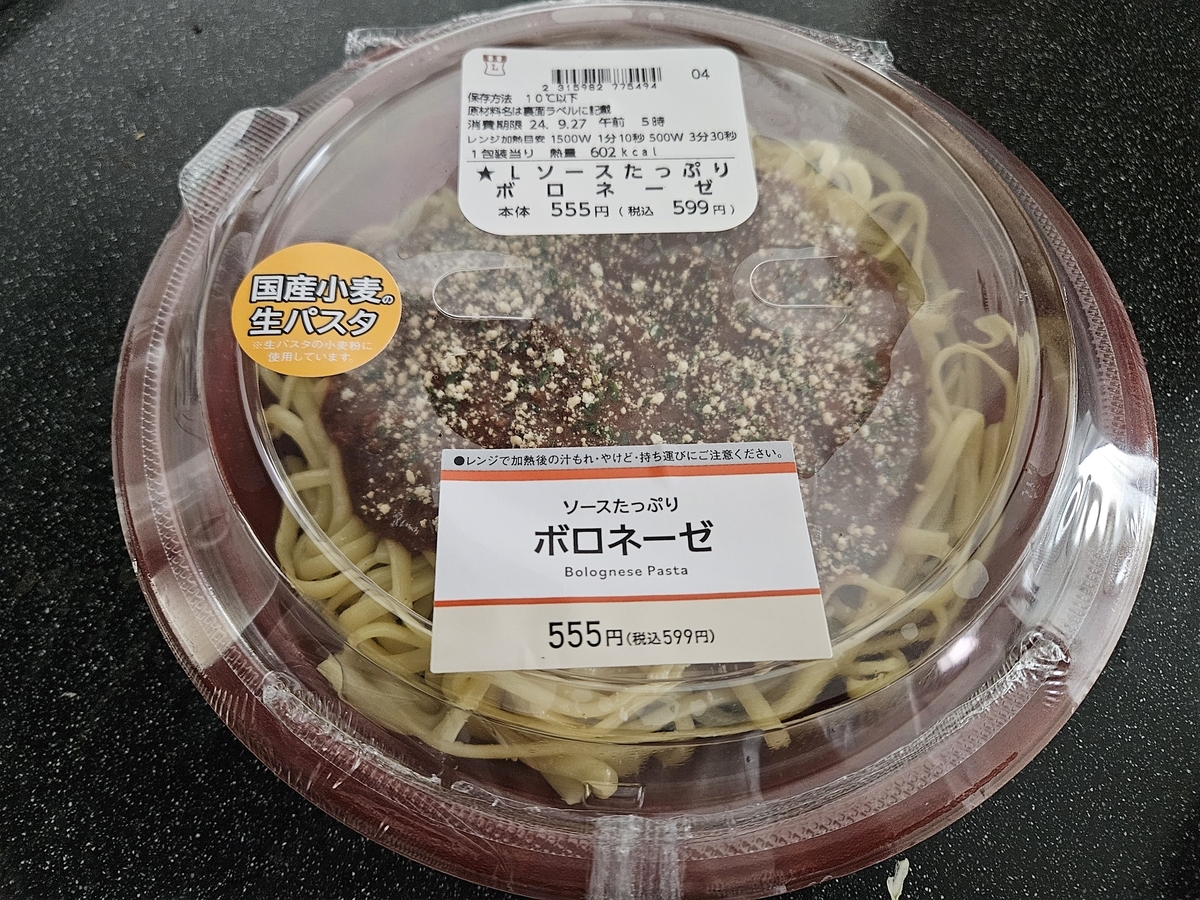 L
04
2 315982 775494
保存方法 10℃以下
原材料名は裏面ラベルに記載
消費期限 24. 9.27 午前 5時
レンジ加熱目安 1500W 1分10秒 500W 3分30秒
1包装当り 熱量 602kcal
★Lソースたっぷり
ボロネーゼ
本体 555円 (税込 599円)
国産小麦の
生パスタ
※生パスタの小麦粉に
使用しています。
●レンジで加熱後の汁もれ・やけど・持ち運びにご注意ください。
ソースたっぷり
ボロネーゼ
Bolognese Pasta
555円(税込599円)